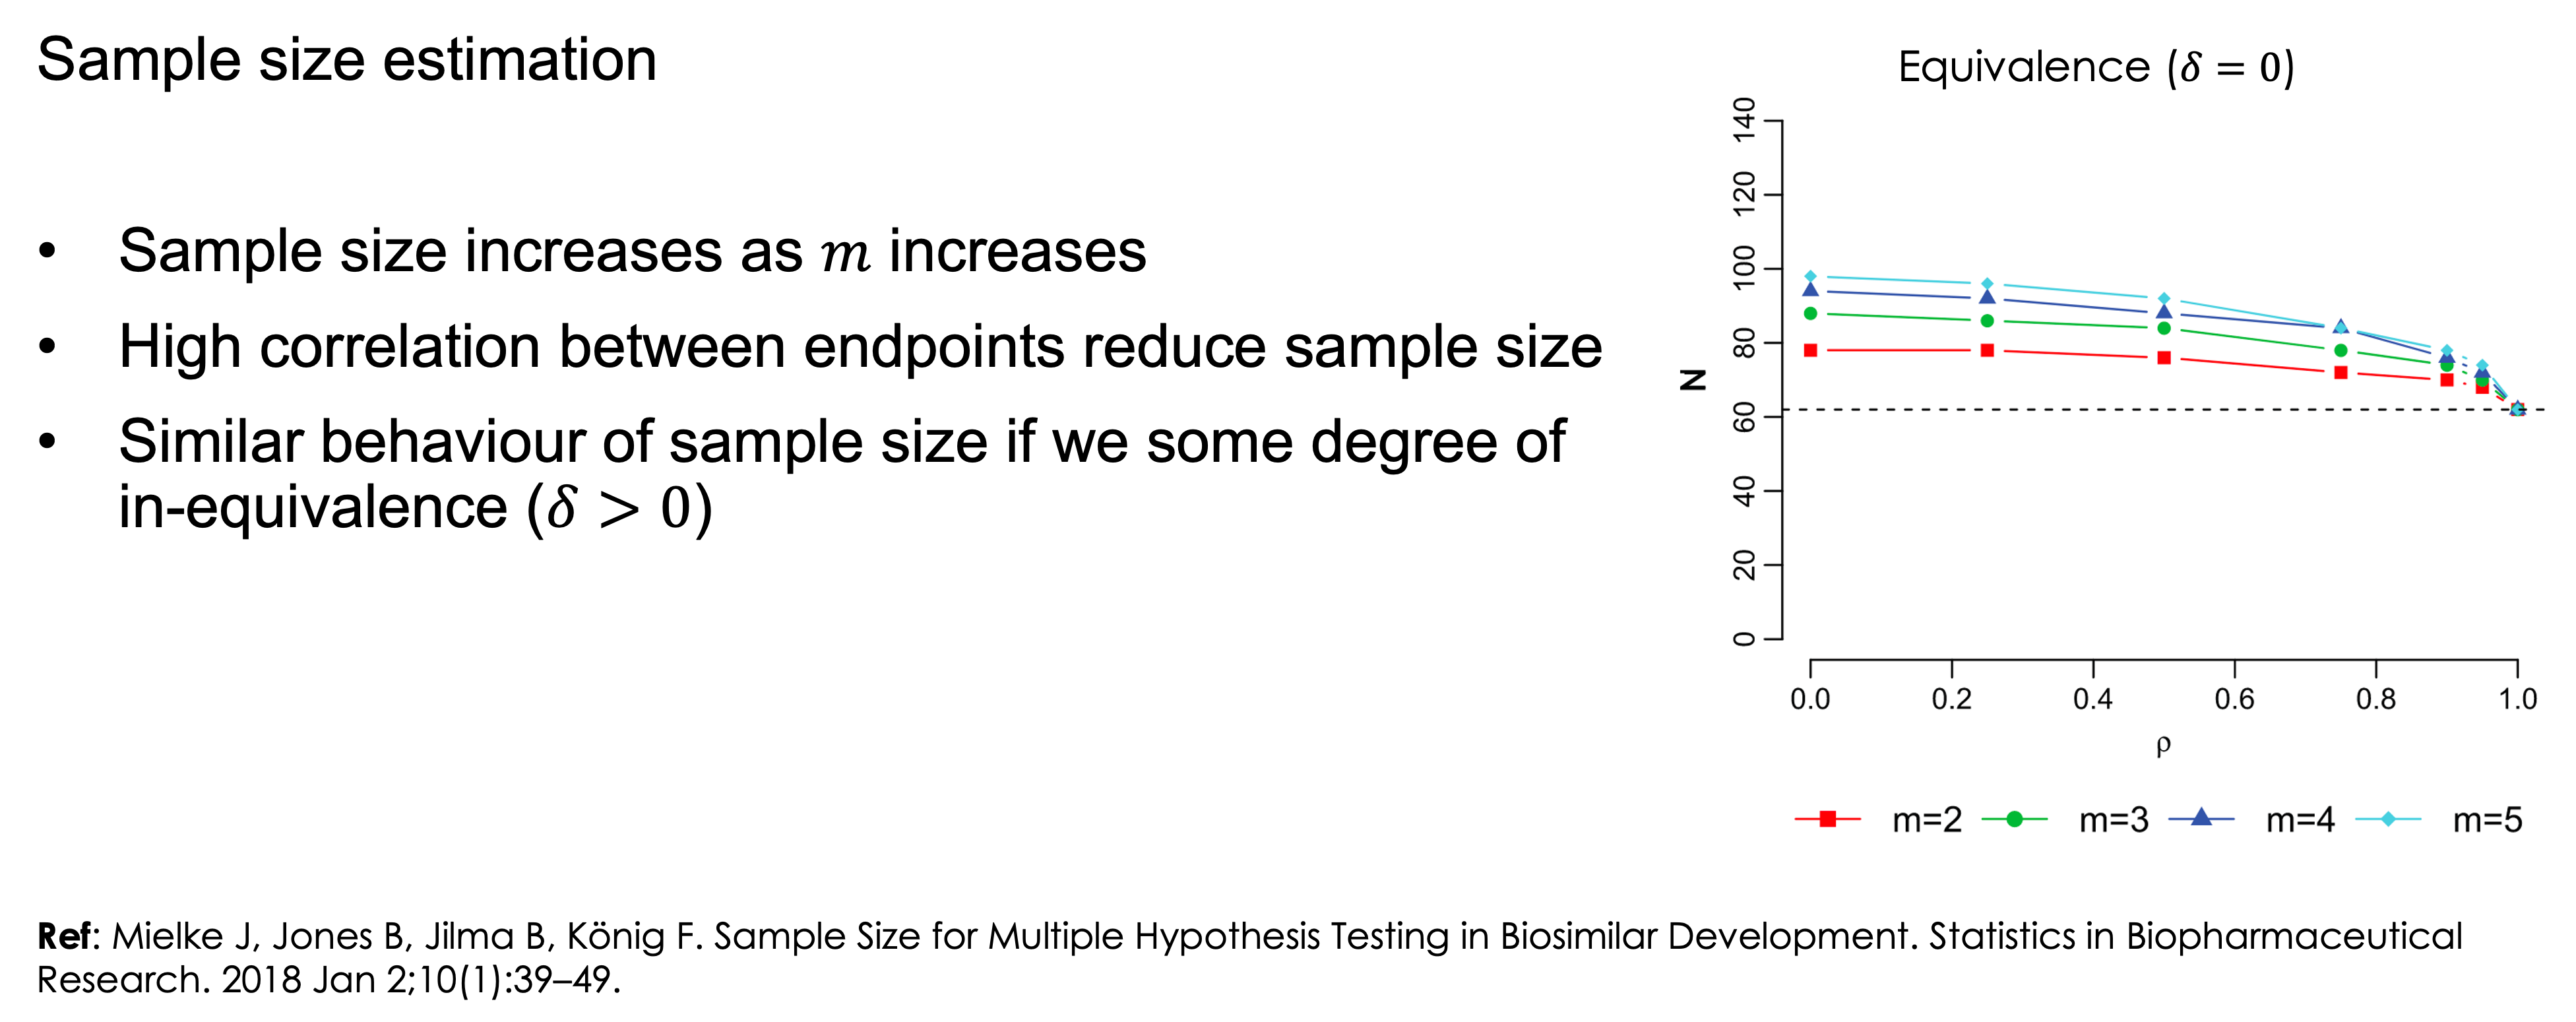 Sample size estimation
• Sample size increases as 𝑚 increases
• High correlation between endpoints reduce sample size
• Similar behaviour of sample size if we some degree of
in-equivalence (𝛿 > 0)
Equivalence (𝛿 = 0)
140
120
100
80
60
40
20
0
N
0.0 0.2 0.4 0.6 0.8 1.0
ρ
m=2 m=3 m=4 m=5
Ref: Mielke J, Jones B, Jilma B, König F. Sample Size for Multiple Hypothesis Testing in Biosimilar Development. Statistics in Biopharmaceutical
Research. 2018 Jan 2;10(1):39–49.